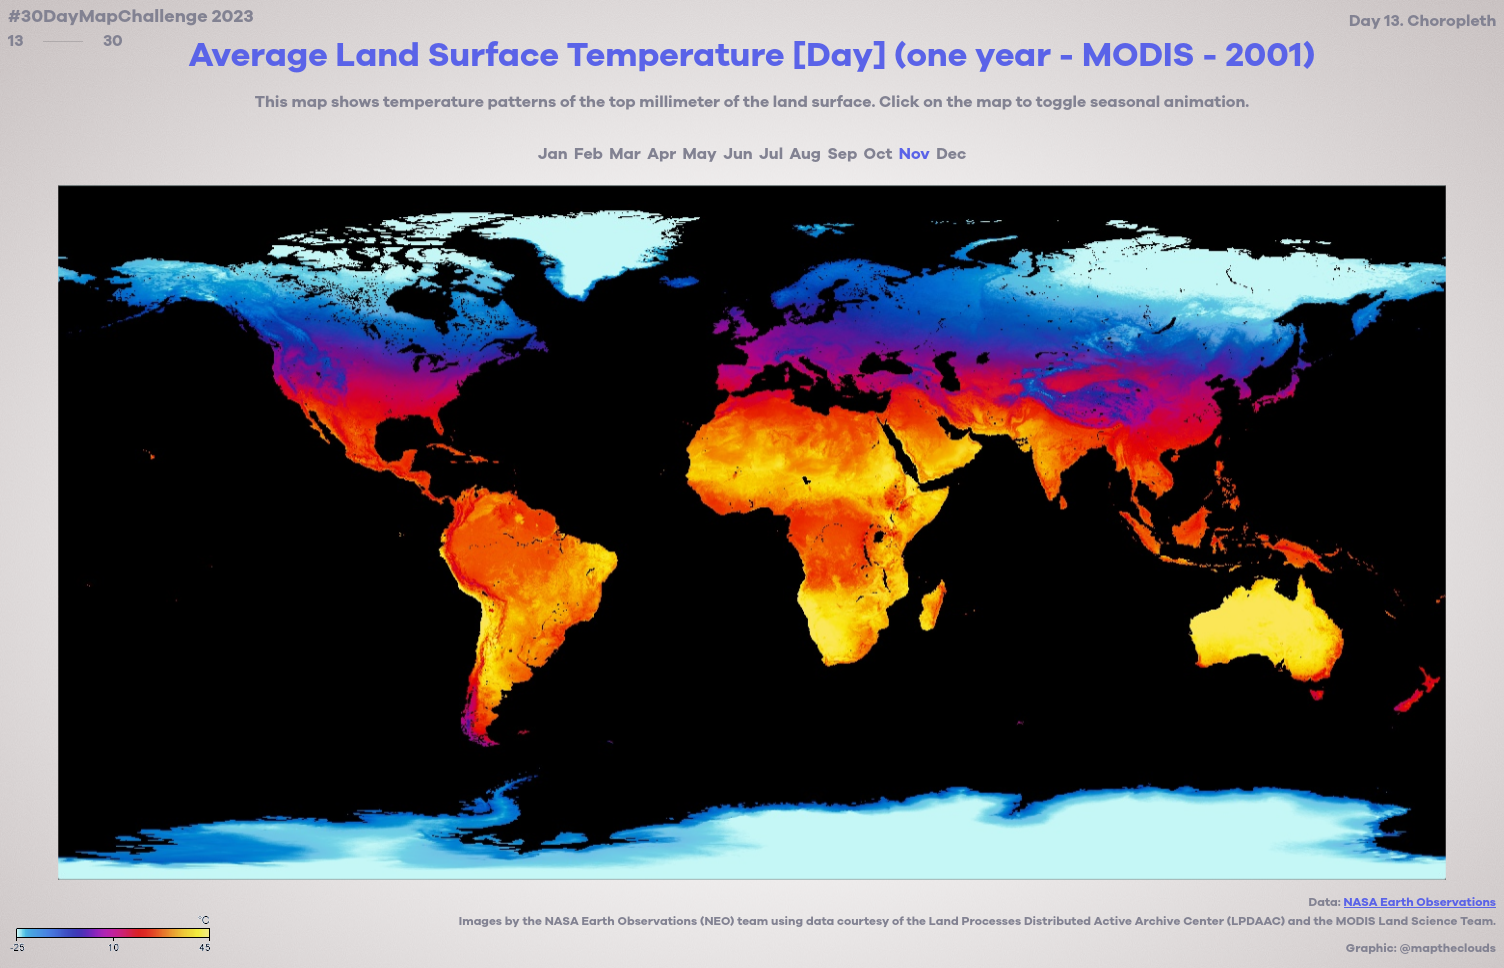 #30DayMapChallenge 2023
13 30
Day 13. Choropleth
Average Land Surface Temperature [Day] (one year - MODIS - 2001)
This map shows temperature patterns of the top millimeter of the land surface. Click on the map to toggle seasonal animation.
Jan Feb Mar Apr May Jun Jul Aug Sep Oct Nov Dec
°C
-25 10 45
Data: NASA Earth Observations
Images by the NASA Earth Observations (NEO) team using data courtesy of the Land Processes Distributed Active Archive Center (LPDAAC) and the MODIS Land Science Team.
Graphic: @maptheclouds